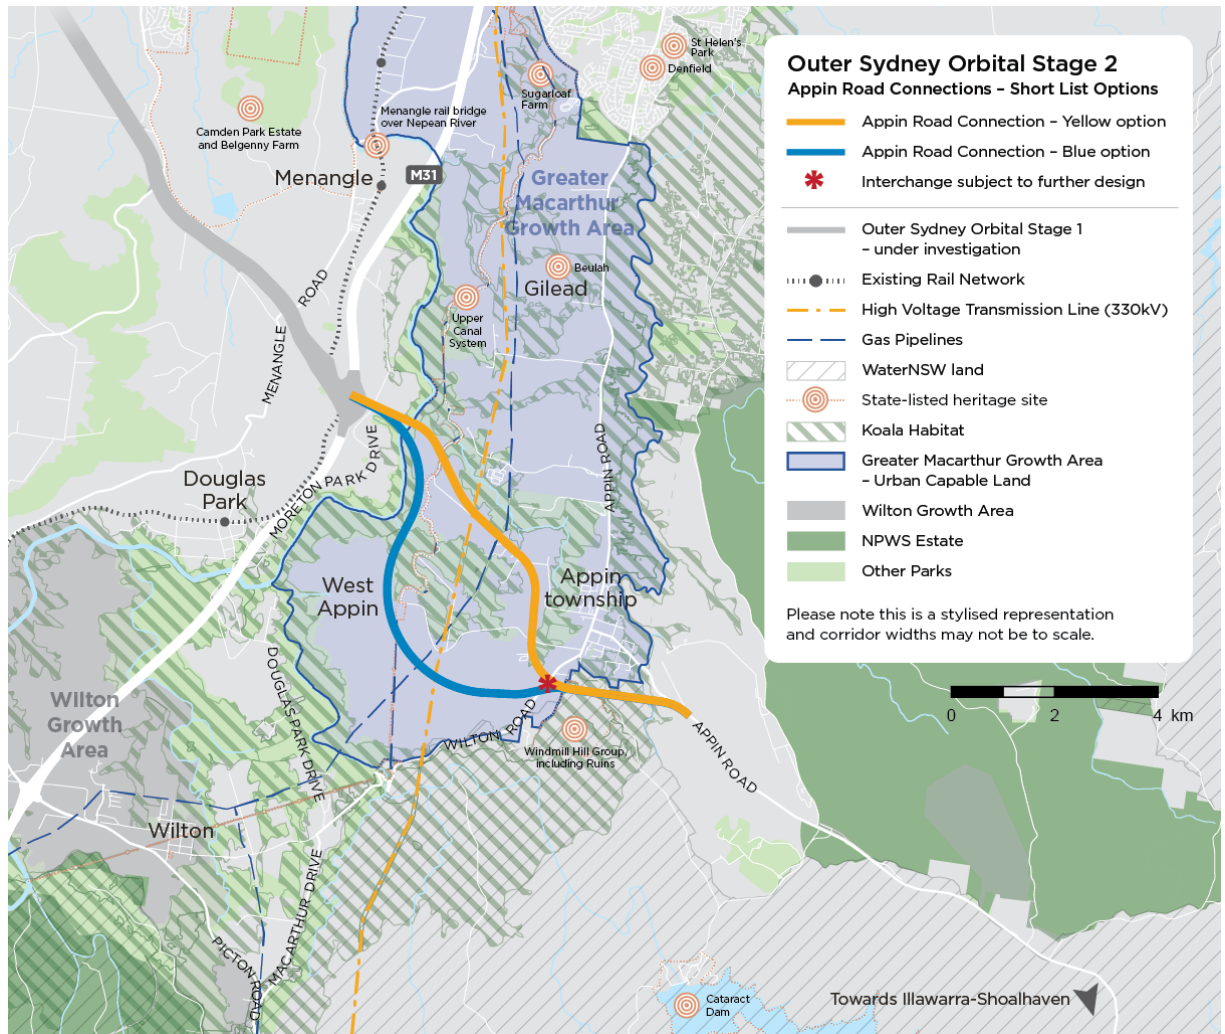 Outer Sydney Orbital Stage 2
Appin Road Connections – Short List Options
Appin Road Connection – Yellow option
Appin Road Connection – Blue option
Interchange subject to further design
Outer Sydney Orbital Stage 1
– under investigation
Existing Rail Network
High Voltage Transmission Line (330kV)
Gas Pipelines
WaterNSW land
State-listed heritage site
Koala Habitat
Greater Macarthur Growth Area
– Urban Capable Land
Wilton Growth Area
NPWS Estate
Other Parks
Please note this is a stylised representation
and corridor widths may not be to scale.
0 2 4 km
St Helen's
Park
Denfield
Sugarloaf
Farm
Menangle rail bridge
over Nepean River
Camden Park Estate
and Belgenny Farm
Menangle
M31
Greater
Macarthur
Growth Area
Beulah
Gilead
Upper
Canal
System
MENANGLE ROAD
APPIN ROAD
Douglas
Park
MORETON PARK DRIVE
West
Appin
Appin
township
DOUGLAS PARK DRIVE
Wilton
Growth
Area
WILTON ROAD
Windmill Hill Group,
including Ruins
APPIN ROAD
Wilton
MACARTHUR DRIVE
PICTON ROAD
Cataract
Dam
Towards Illawarra-Shoalhaven